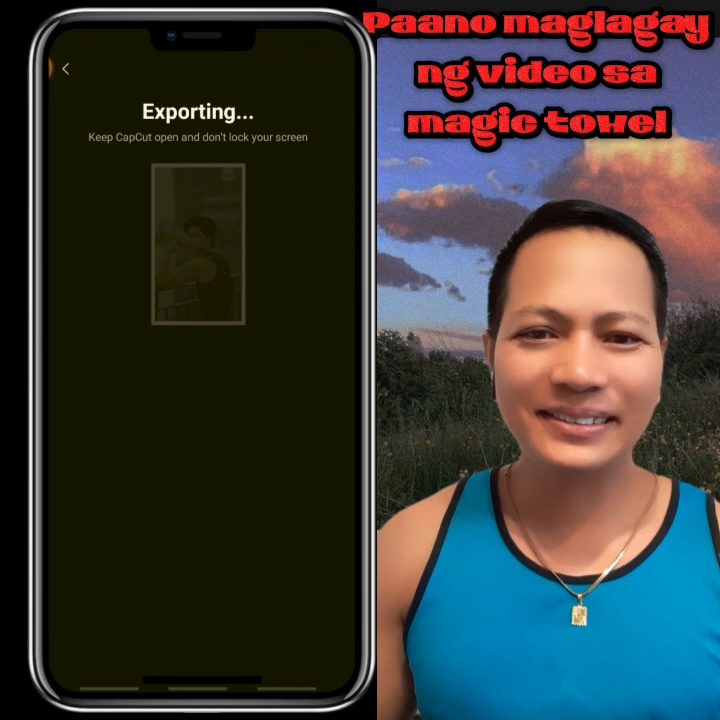 Paano maglagay
ng video sa
magic towel
Exporting...
Keep CapCut open and don't lock your screen